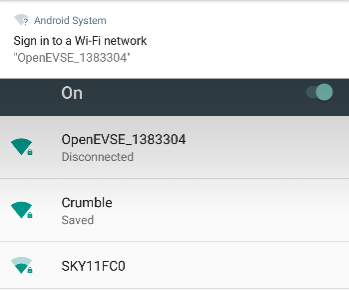 Android System
Sign in to a Wi-Fi network
"OpenEVSE_1383304"
On
OpenEVSE_1383304
Disconnected
Crumble
Saved
SKY11FC0